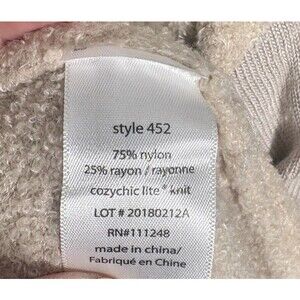 style 452
75% nylon
25% rayon / rayonne
cozychic lite® knit
LOT # 20180212A
RN#111248
made in china/
Fabriqué en Chine